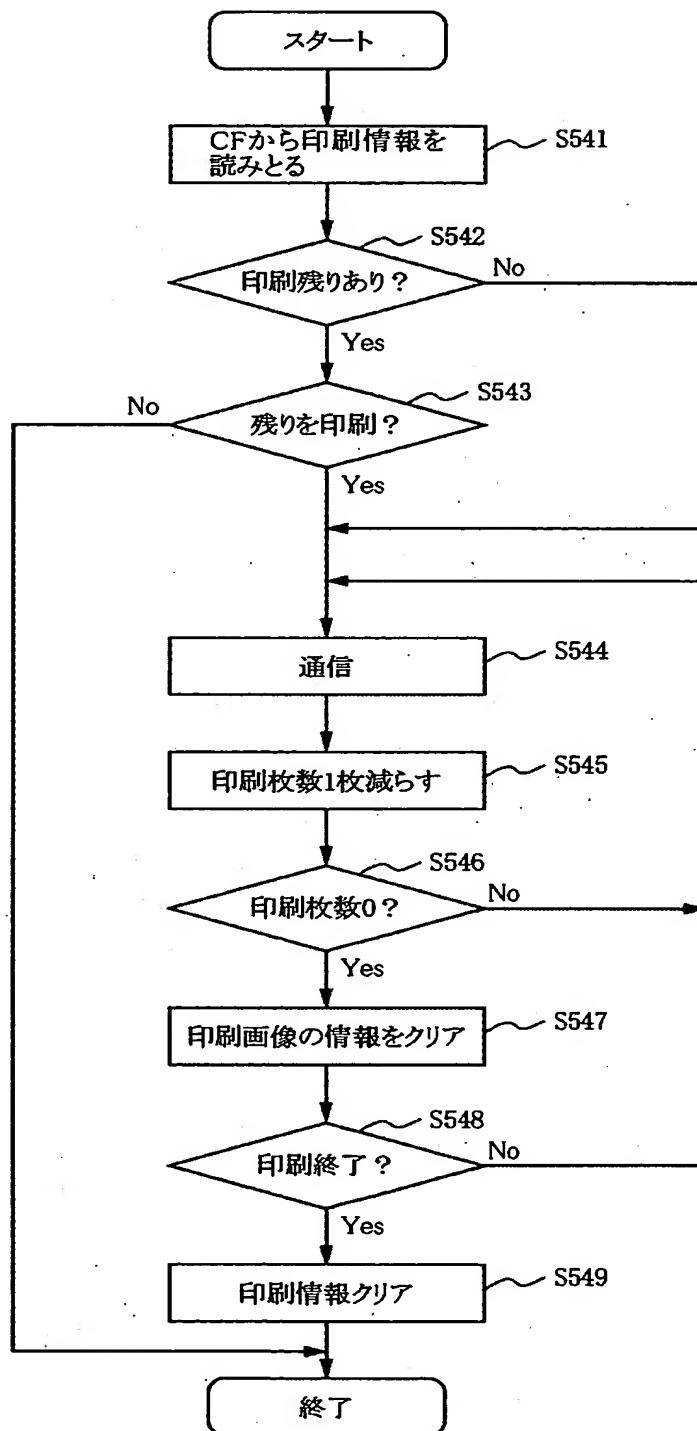 スタート
CFから印刷情報を
読みとる
S541
S542
印刷残りあり？
No
Yes
S543
No
残りを印刷？
Yes
通信
S544
印刷枚数1枚減らす
S545
S546
印刷枚数0？
No
Yes
印刷画像の情報をクリア
S547
S548
印刷終了？
No
Yes
印刷情報クリア
S549
終了